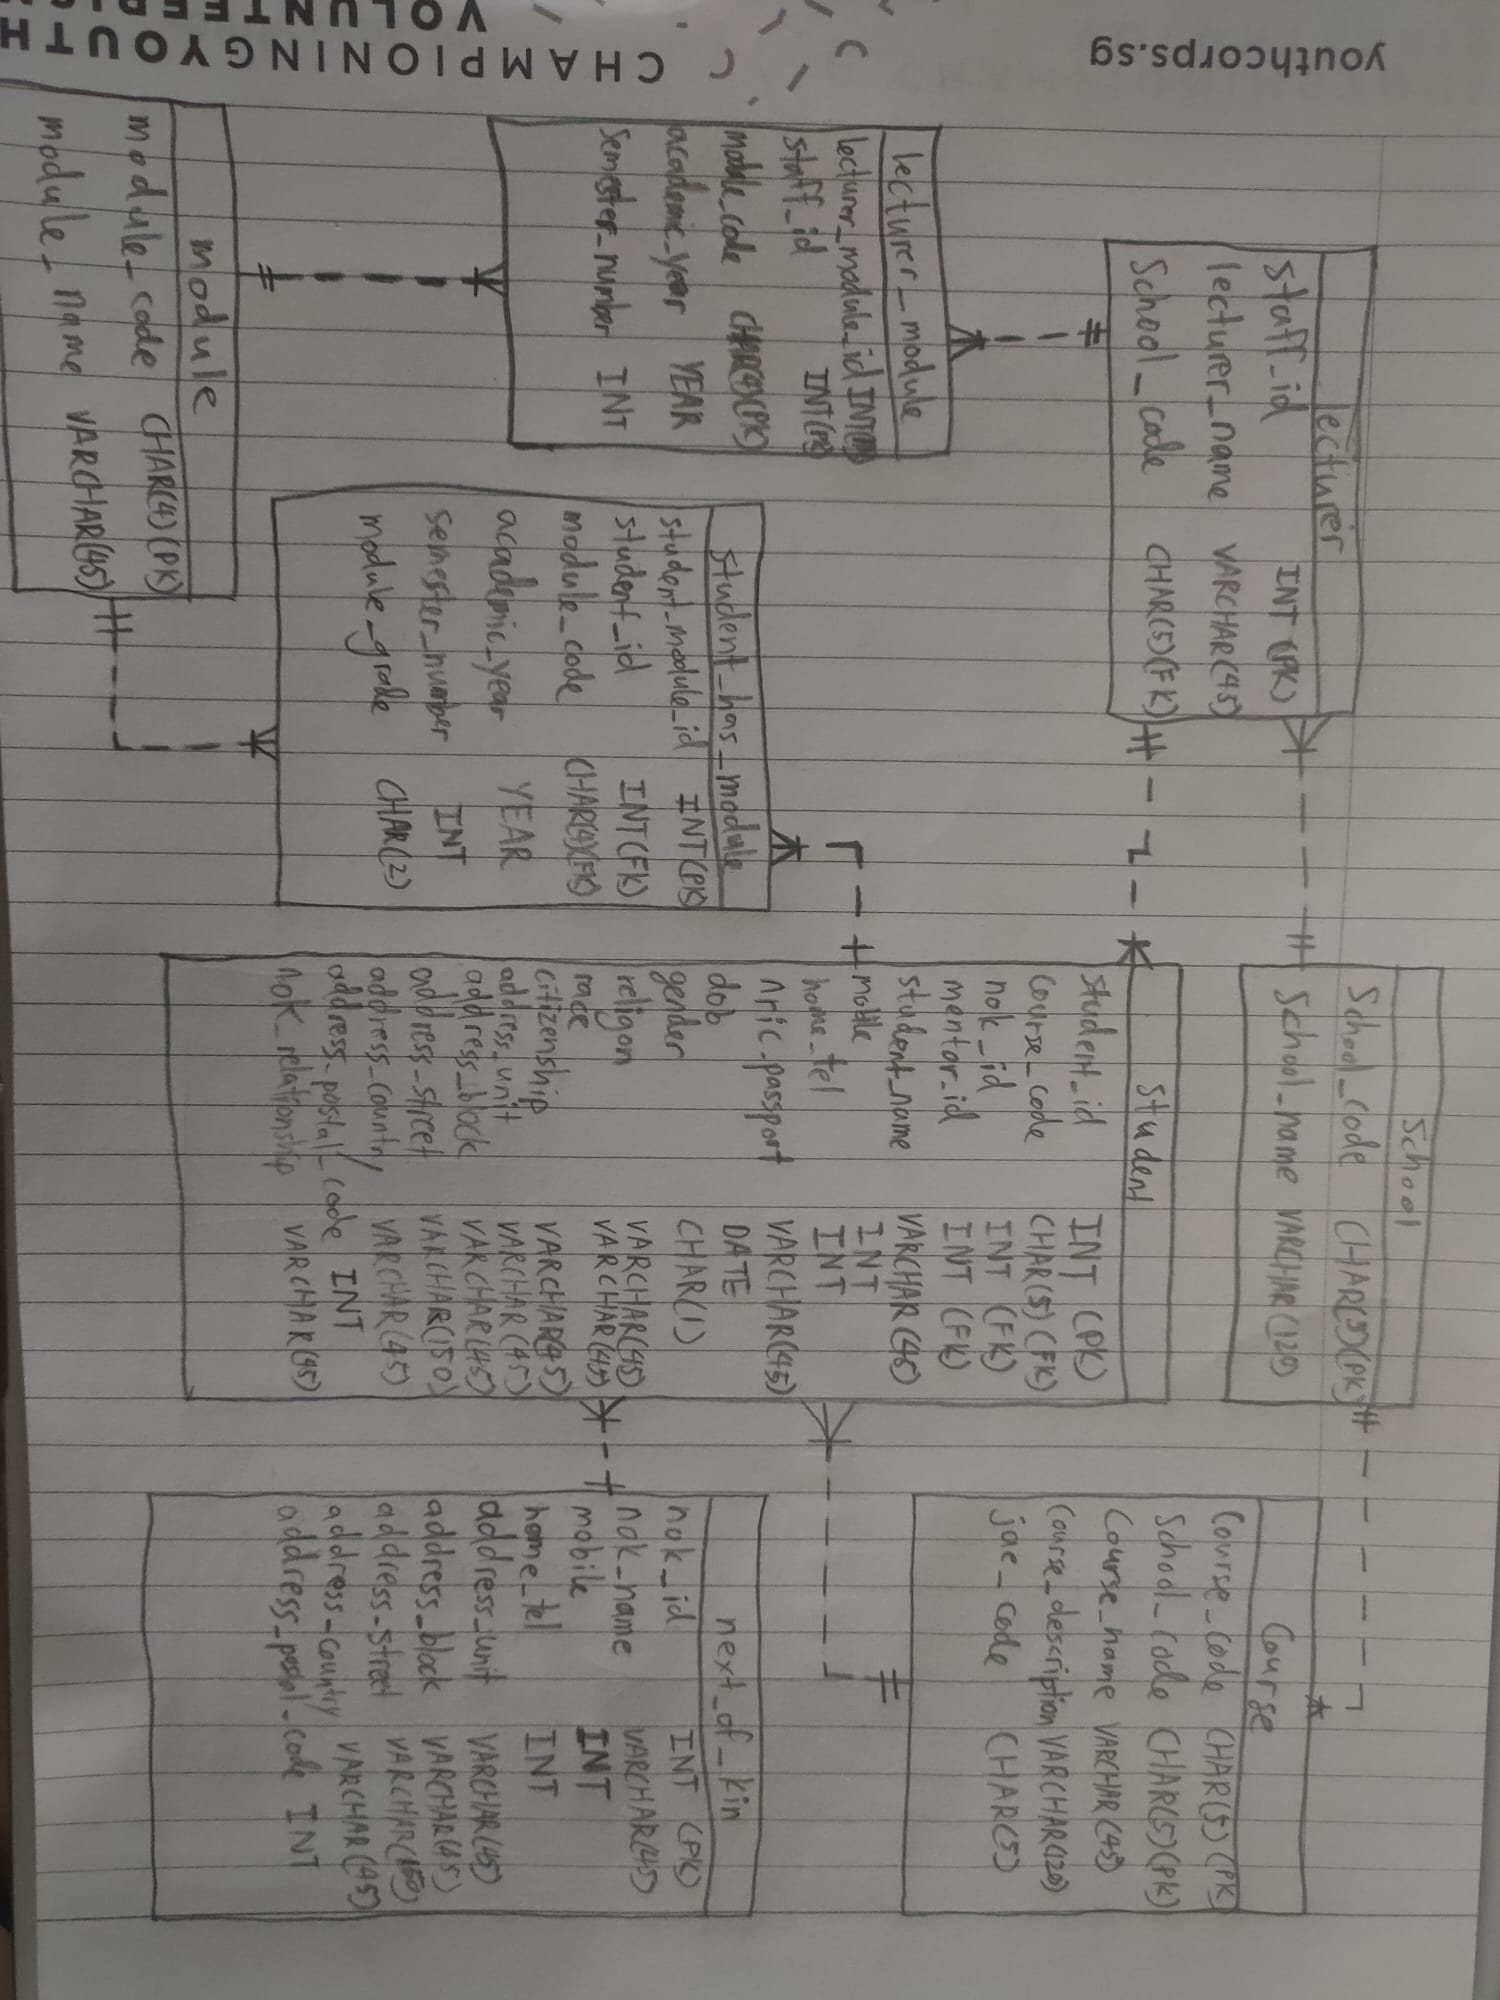 youthcorps.sg
CHAMPIONINGYOUTH
lecturer
staff_id INT (PK)
lecturer_name VARCHAR(45)
School_code CHAR(5)(FK)
School
School_code CHAR(5)(PK)
School_name VARCHAR(120)
Course
Course_code CHAR(5)(PK)
School_code CHAR(5)(PK)
Course_name VARCHAR(45)
Course_description VARCHAR(120)
jae_code CHAR(5)
lecturer_module
lecturer_module_id
staff_id
module_code CHAR(4)(PK)
academic_year YEAR
Semester_number INT
student_has_module
student_module_id INT(PK)
student_id INT(FK)
module_code CHAR(4)(FK)
academic_year YEAR
semester_number INT
module_grade CHAR(2)
module
module_code CHAR(4)(PK)
module_name VARCHAR(45)
Student
student_id INT (PK)
Course_code CHAR(5)(FK)
nok_id INT (FK)
mentor_id INT (FK)
student_name VARCHAR(45)
mobile INT
home_tel INT
nric_passport VARCHAR(45)
dob DATE
gender CHAR(1)
religon VARCHAR(45)
race VARCHAR(45)
citizenship VARCHAR(45)
address_unit VARCHAR(45)
address_block VARCHAR(45)
address_street VARCHAR(150)
address_country VARCHAR(45)
address_postal_code INT
nok_relationship VARCHAR(45)
next_of_kin
nok_id INT (PK)
nok_name VARCHAR(45)
mobile INT
home_tel INT
address_unit VARCHAR(45)
address_block VARCHAR(45)
address_street VARCHAR(150)
address_country VARCHAR(45)
address_postal_code INT